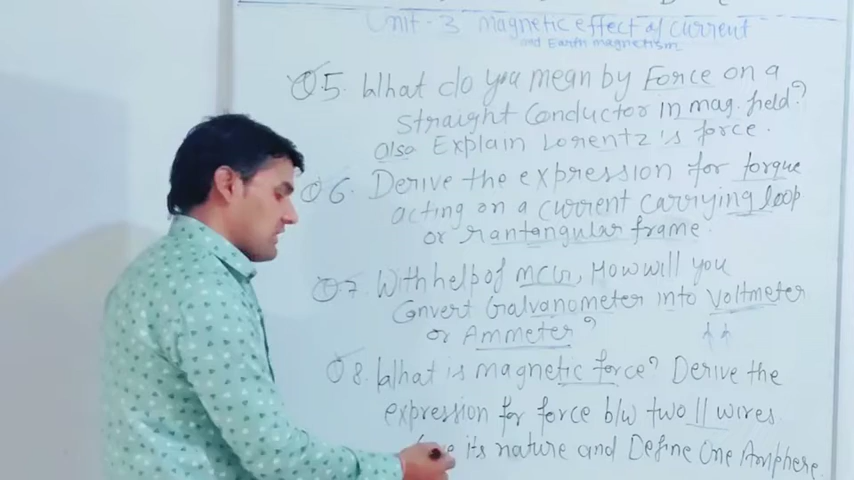 Unit-3 magnetic effect of current
and Earth magnetism
Q5. What do you mean by Force on a
Straight Conductor in mag. field?
Also Explain Lorentz's force.
Q6. Derive the expression for torque
acting on a current carrying loop
or rantangular frame.
Q7. With help of MCG, How will you
Convert Galvanometer into Voltmeter
or Ammeter?
Q8. What is magnetic force? Derive the
expression for force b/w two || wires.
its nature and Define One Amphere.